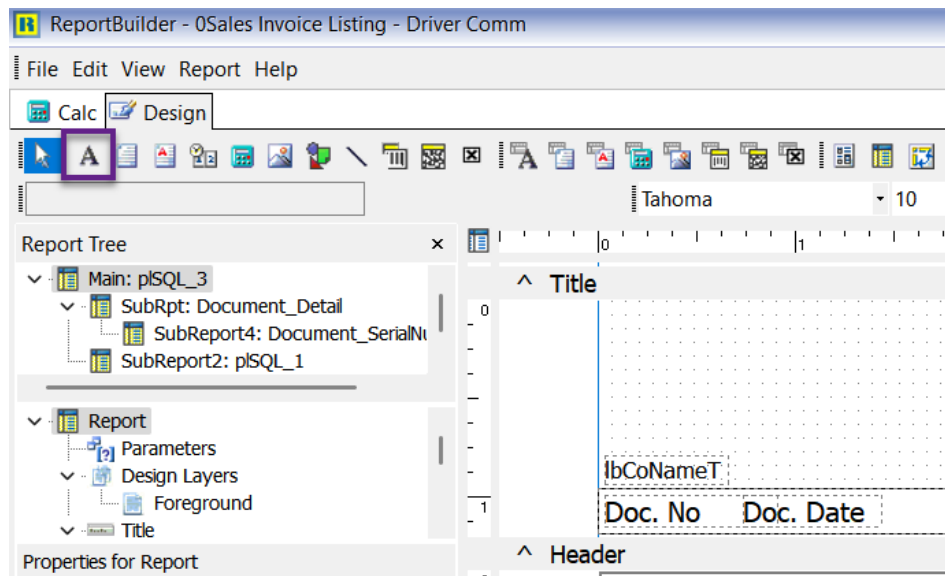 ReportBuilder - 0Sales Invoice Listing - Driver Comm
File Edit View Report Help
Calc Design
Tahoma 10
Report Tree
Main: plSQL_3
SubRpt: Document_Detail
SubReport4: Document_SerialNu
SubReport2: plSQL_1
Report
Parameters
Design Layers
Foreground
Title
Properties for Report
0 1
Title
0
lbCoNameT
1
Doc. No Doc. Date
Header